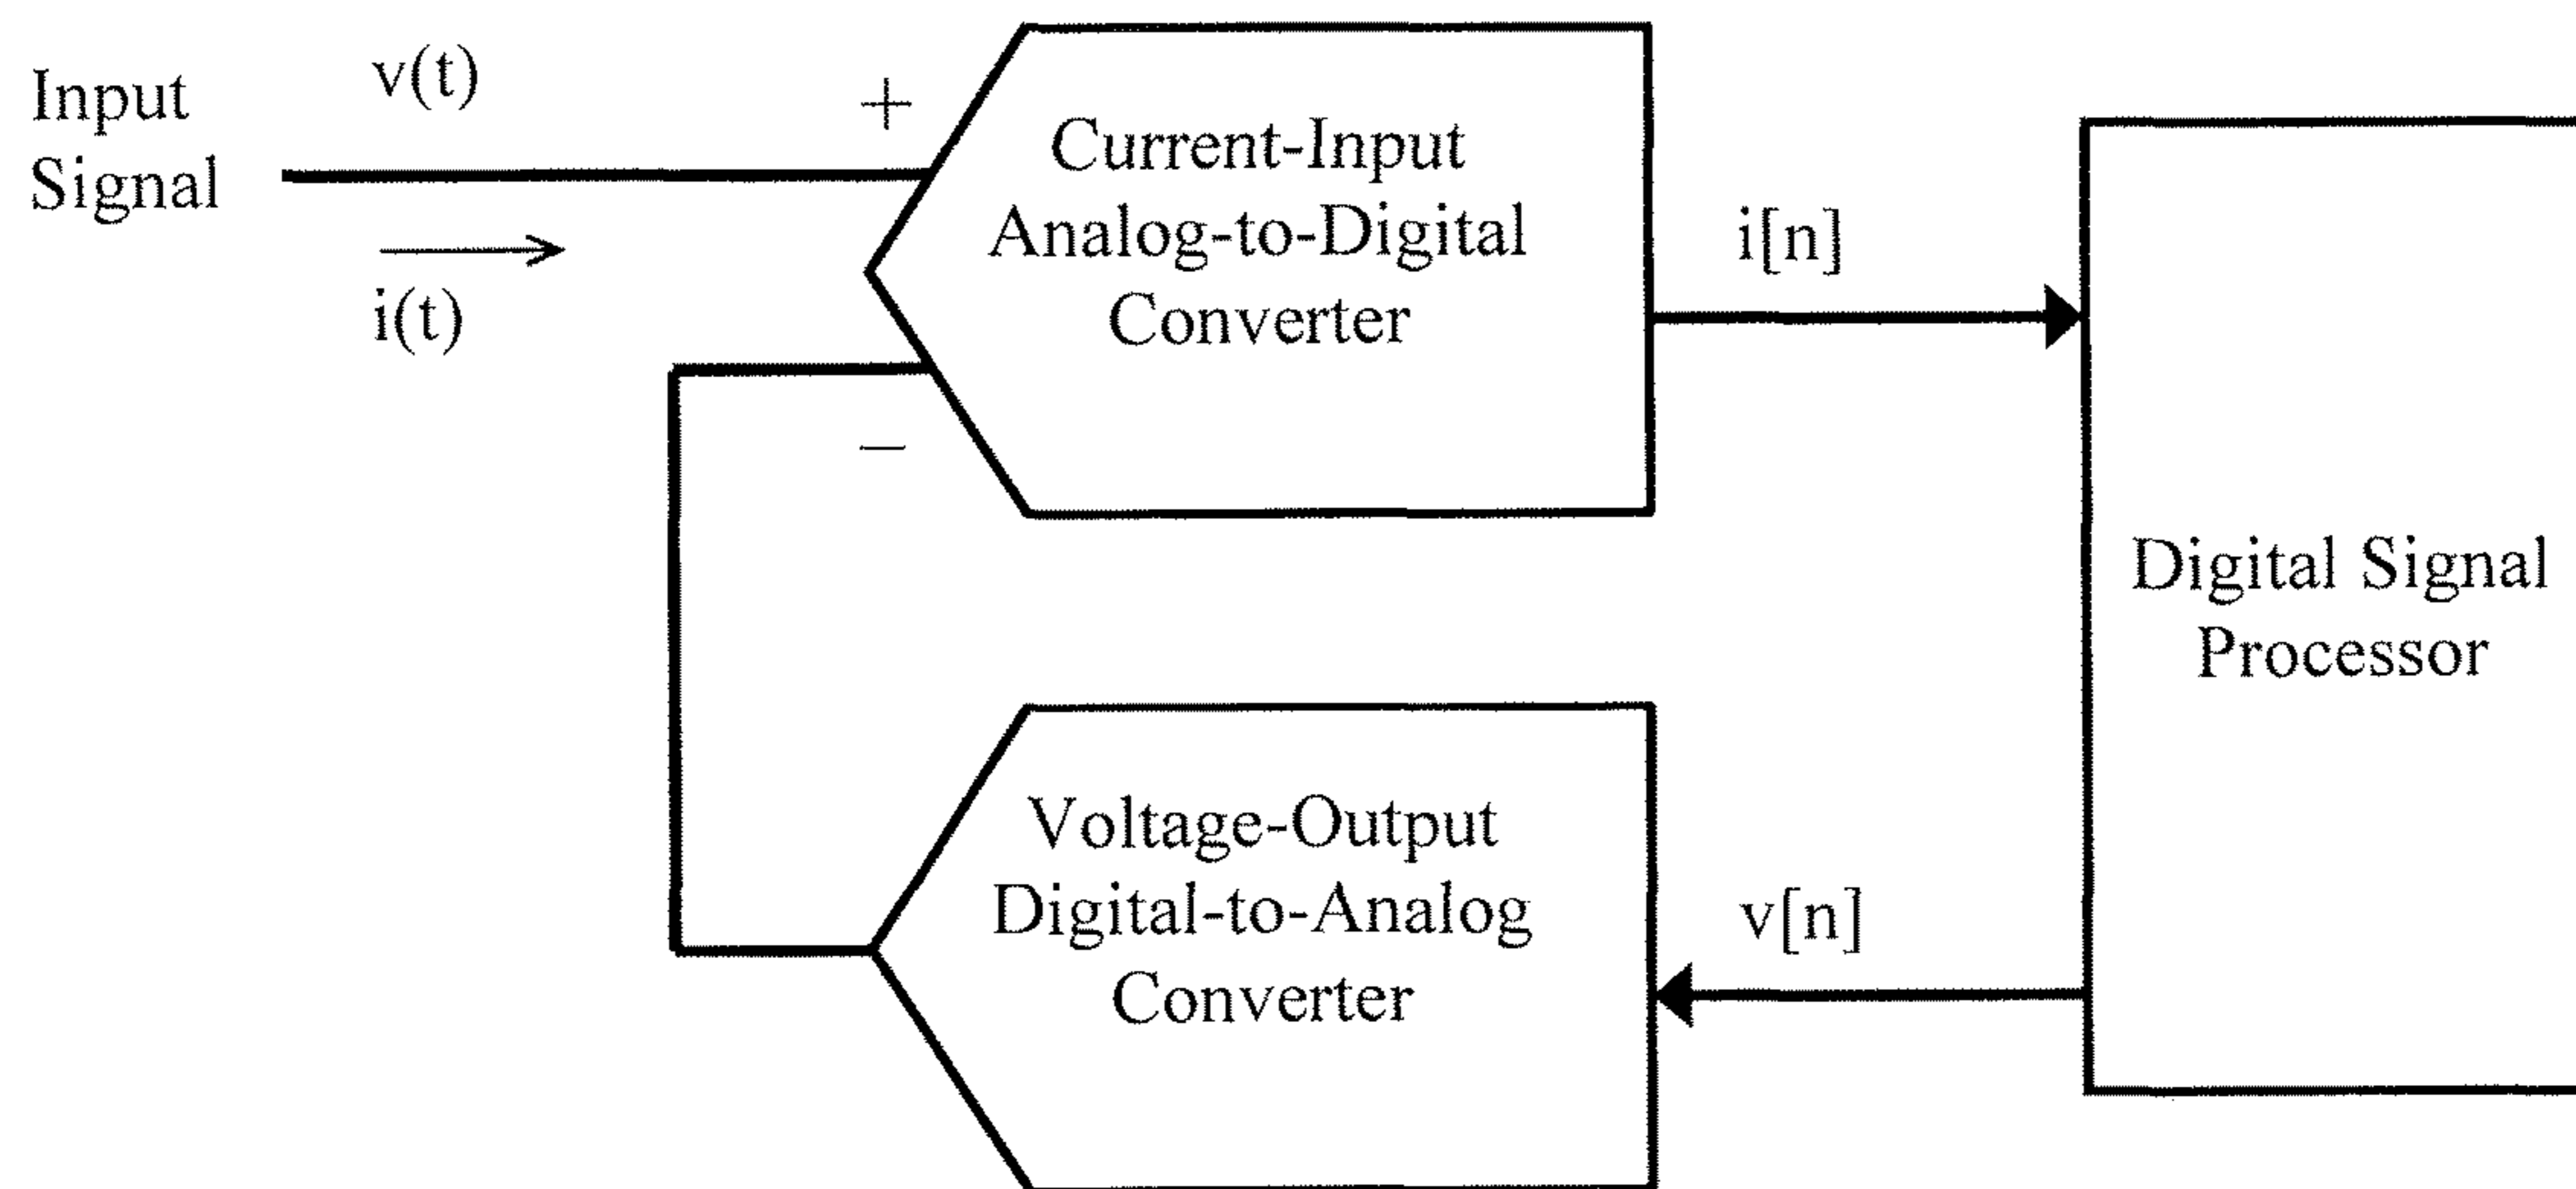 Input
Signal
v(t)
i(t)
+
−
Current-Input
Analog-to-Digital
Converter
i[n]
Digital Signal
Processor
Voltage-Output
Digital-to-Analog
Converter
v[n]